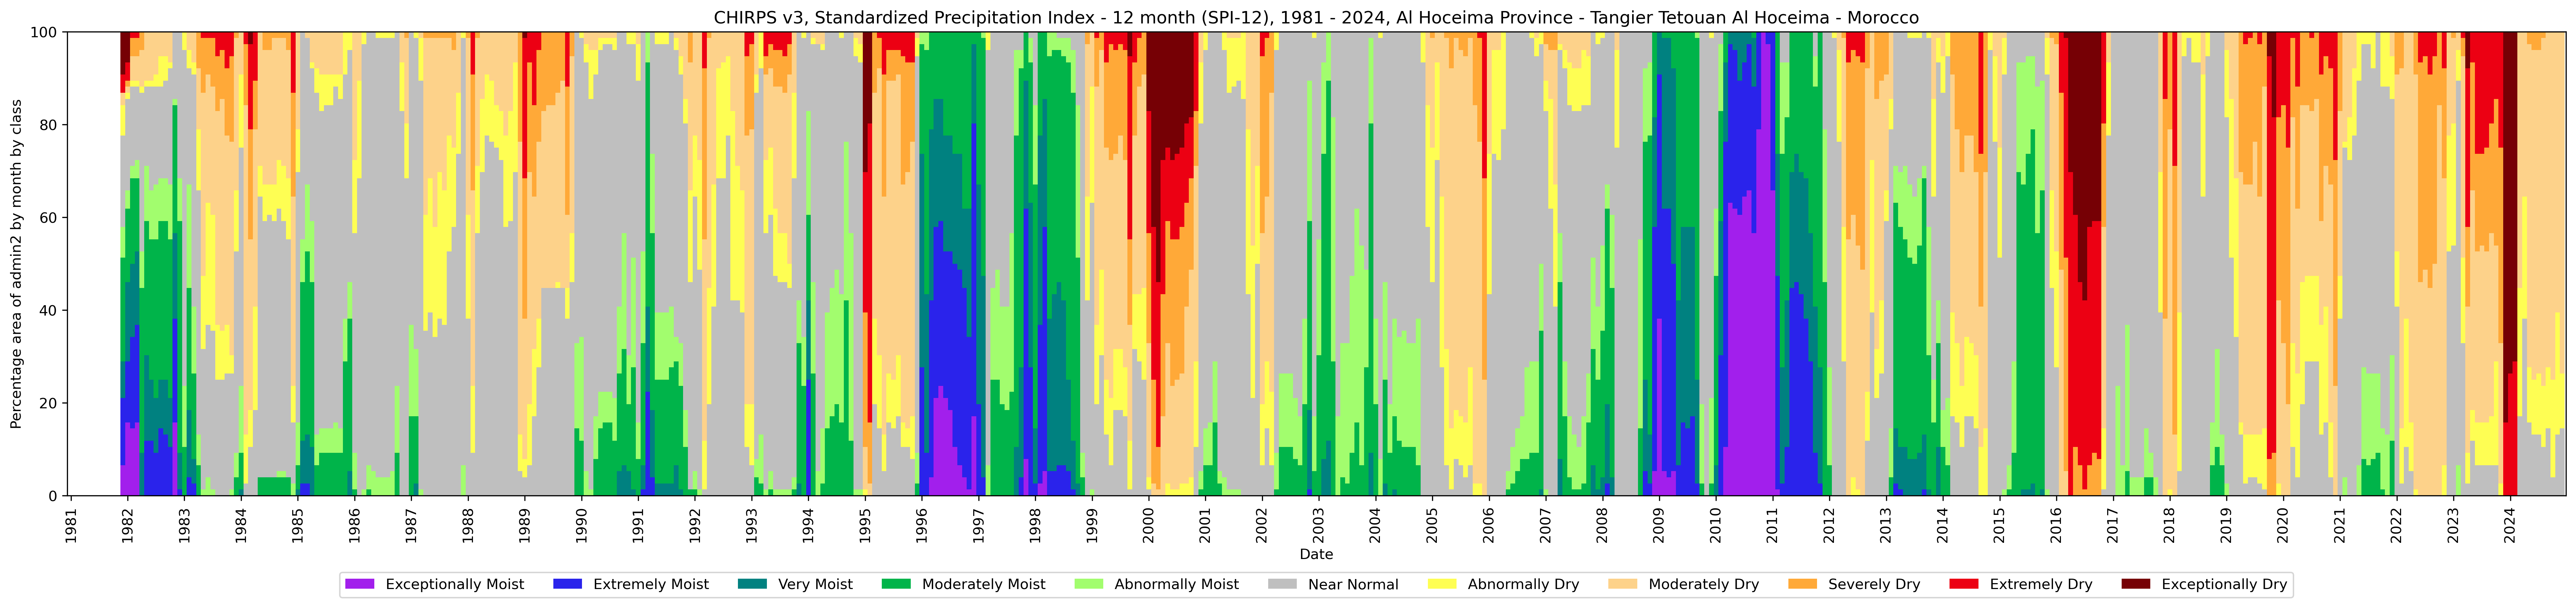 CHIRPS v3, Standardized Precipitation Index - 12 month (SPI-12), 1981 - 2024, Al Hoceima Province - Tangier Tetouan Al Hoceima - Morocco
Percentage area of admin2 by month by class
100
80
60
40
20
0
1981 1982 1983 1984 1985 1986 1987 1988 1989 1990 1991 1992 1993 1994 1995 1996 1997 1998 1999 2000 2001 2002 2003 2004 2005 2006 2007 2008 2009 2010 2011 2012 2013 2014 2015 2016 2017 2018 2019 2020 2021 2022 2023 2024
Date
Exceptionally Moist Extremely Moist Very Moist Moderately Moist Abnormally Moist Near Normal Abnormally Dry Moderately Dry Severely Dry Extremely Dry Exceptionally Dry